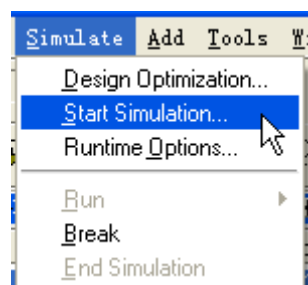 Simulate Add Tools
Design Optimization...
Start Simulation...
Runtime Options...
Run
Break
End Simulation